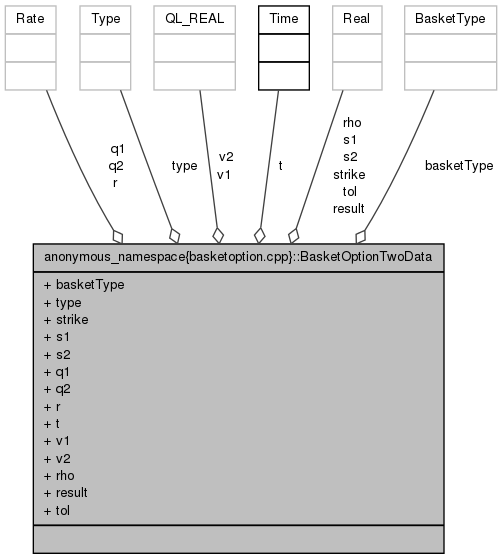 Rate
Type
QL_REAL
Time
Real
BasketType
q1
q2
r
type
v2
v1
t
rho
s1
s2
strike
tol
result
basketType
anonymous_namespace{basketoption.cpp}::BasketOptionTwoData
+ basketType
+ type
+ strike
+ s1
+ s2
+ q1
+ q2
+ r
+ t
+ v1
+ v2
+ rho
+ result
+ tol